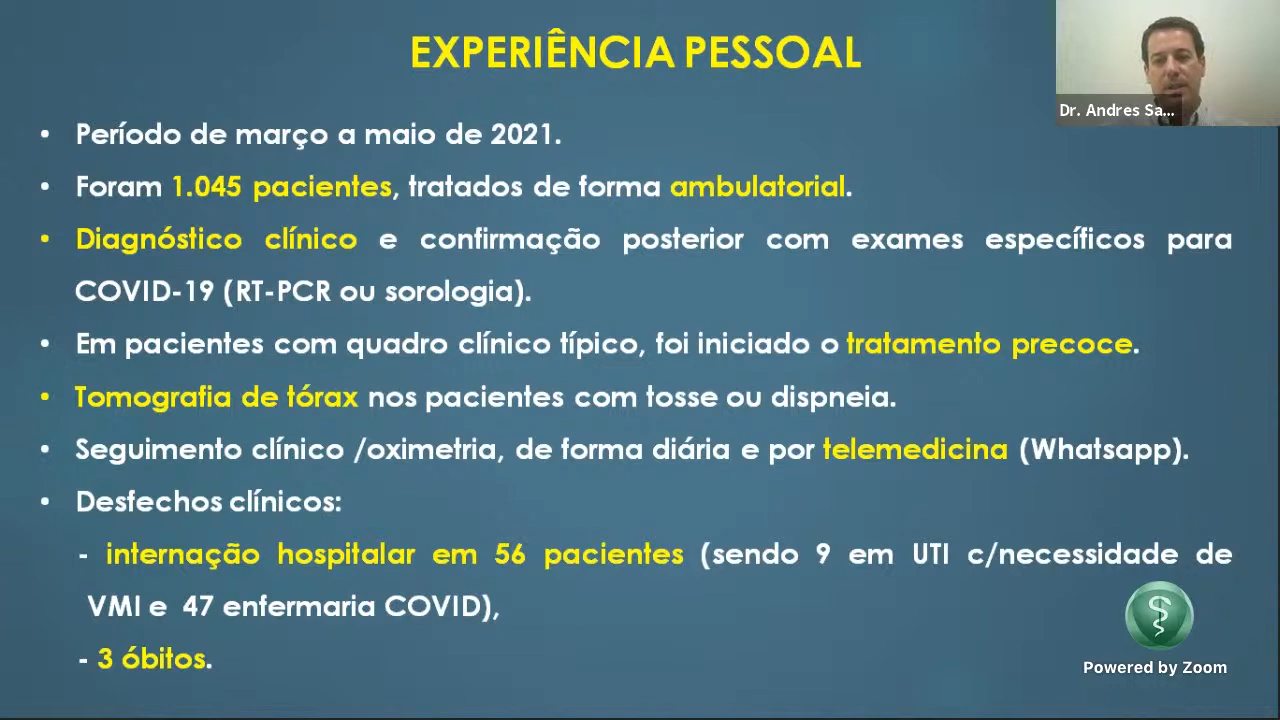 EXPERIÊNCIA PESSOAL
Dr. Andres Sa...
• Período de março a maio de 2021.
• Foram 1.045 pacientes, tratados de forma ambulatorial.
• Diagnóstico clínico e confirmação posterior com exames específicos para
COVID-19 (RT-PCR ou sorologia).
• Em pacientes com quadro clínico típico, foi iniciado o tratamento precoce.
• Tomografia de tórax nos pacientes com tosse ou dispneia.
• Seguimento clínico /oximetria, de forma diária e por telemedicina (Whatsapp).
• Desfechos clínicos:
- internação hospitalar em 56 pacientes (sendo 9 em UTI c/necessidade de
VMI e 47 enfermaria COVID),
- 3 óbitos.
Powered by Zoom